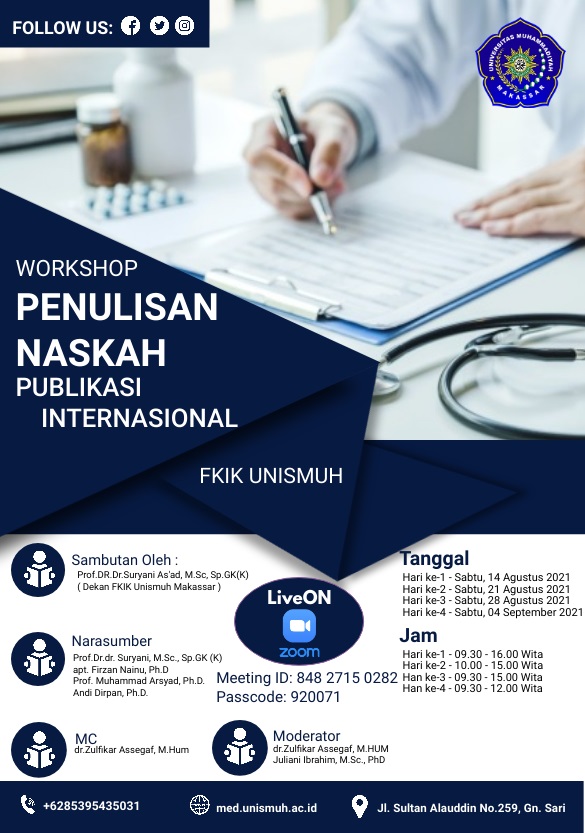 FOLLOW US:
UNIVERSITAS MUHAMMADIYAH
MAKASSAR
WORKSHOP
PENULISAN
NASKAH
PUBLIKASI
INTERNASIONAL
FKIK UNISMUH
Sambutan Oleh :
Prof.DR.Dr.Suryani As'ad, M.Sc, Sp.GK(K)
( Dekan FKIK Unismuh Makassar )
Narasumber
Prof.Dr.dr. Suryani, M.Sc., Sp.GK (K)
apt. Firzan Nainu, Ph.D
Prof. Muhammad Arsyad, Ph.D.
Andi Dirpan, Ph.D.
MC
dr.Zulfikar Assegaf, M.Hum
LiveON
zoom
Meeting ID: 848 2715 0282
Passcode: 920071
Moderator
dr.Zulfikar Assegaf, M.HUM
Juliani Ibrahim, M.Sc., PhD
Tanggal
Hari ke-1 - Sabtu, 14 Agustus 2021
Hari ke-2 - Sabtu, 21 Agustus 2021
Hari ke-3 - Sabtu, 28 Agustus 2021
Hari ke-4 - Sabtu, 04 September 2021
Jam
Hari ke-1 - 09.30 - 16.00 Wita
Hari ke-2 - 10.00 - 15.00 Wita
Han ke-3 - 09.30 - 15.00 Wita
Han ke-4 - 09.30 - 12.00 Wita
+6285395435031
med.unismuh.ac.id
Jl. Sultan Alauddin No.259, Gn. Sari